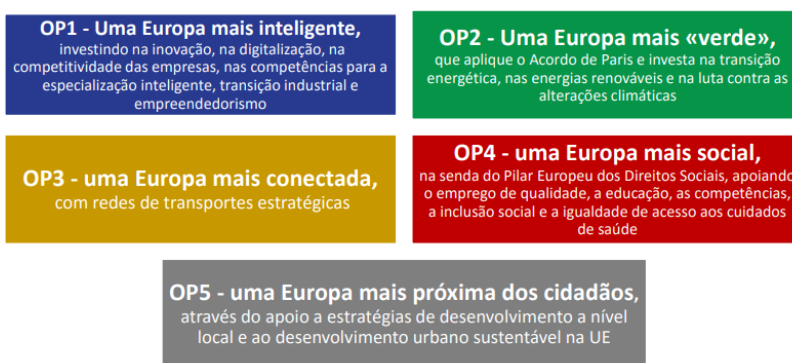 OP1 - Uma Europa mais inteligente,
investindo na inovação, na digitalização, na
competitividade das empresas, nas competências para a
especialização inteligente, transição industrial e
empreendedorismo
OP2 - Uma Europa mais «verde»,
que aplique o Acordo de Paris e invista na transição
energética, nas energias renováveis e na luta contra as
alterações climáticas
OP3 - uma Europa mais conectada,
com redes de transportes estratégicas
OP4 - uma Europa mais social,
na senda do Pilar Europeu dos Direitos Sociais, apoiando
o emprego de qualidade, a educação, as competências,
a inclusão social e a igualdade de acesso aos cuidados
de saúde
OP5 - uma Europa mais próxima dos cidadãos,
através do apoio a estratégias de desenvolvimento a nível
local e ao desenvolvimento urbano sustentável na UE